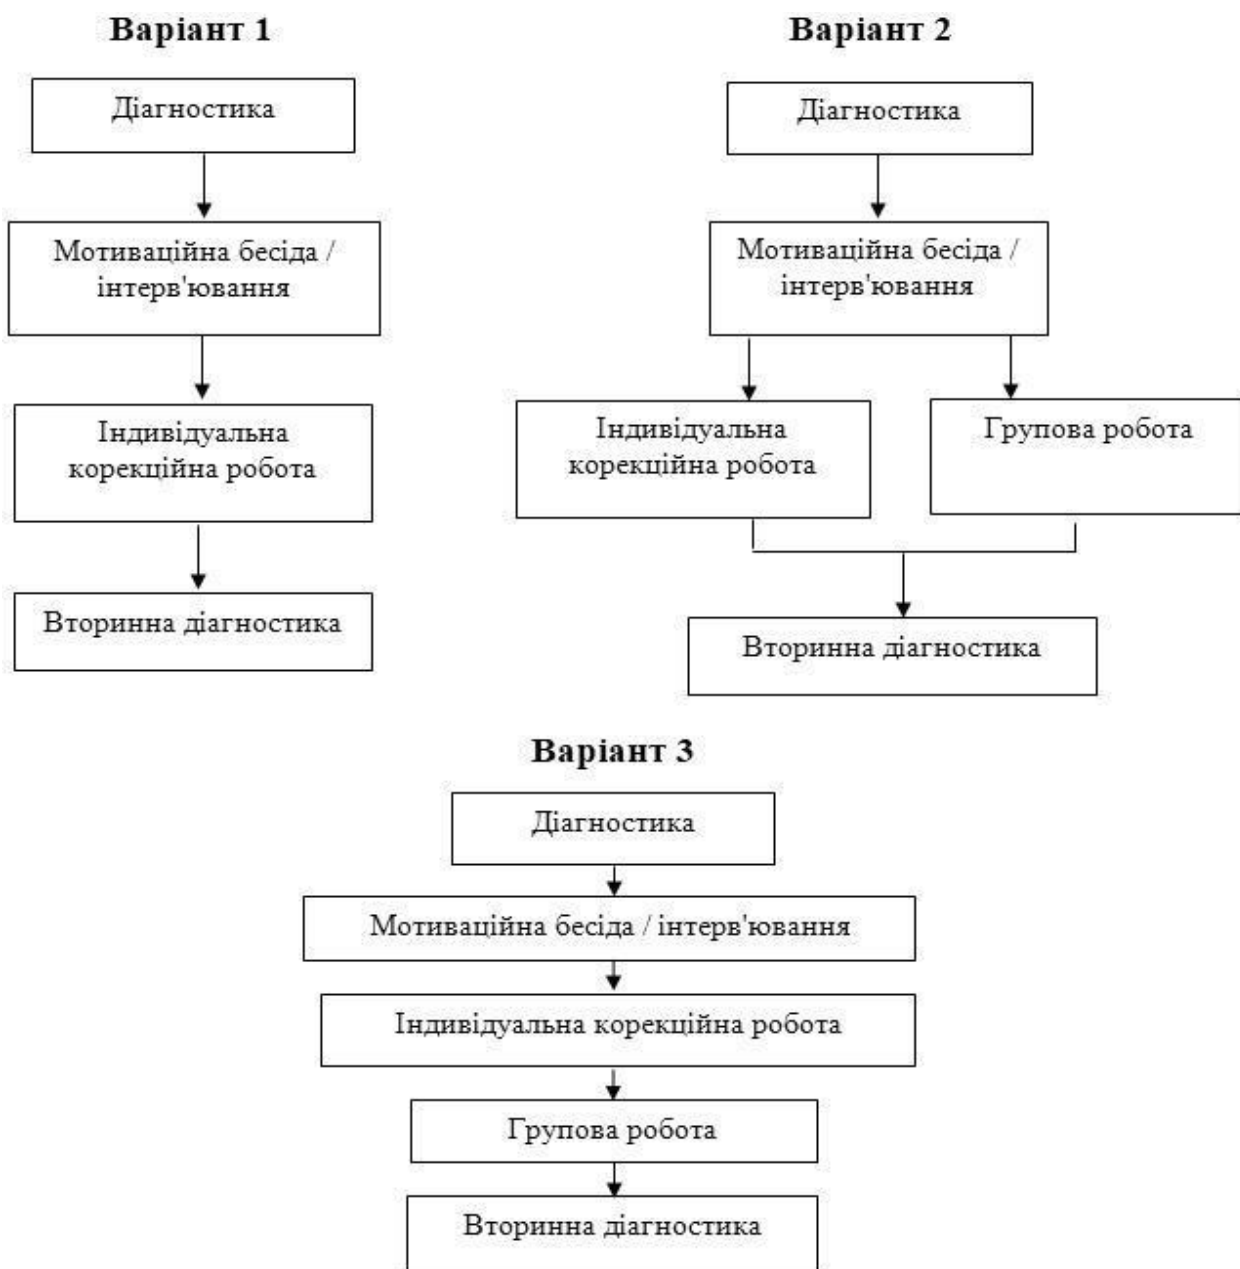 Варіант 1
Діагностика
Мотиваційна бесіда /
інтерв'ювання
Індивідуальна
корекційна робота
Вторинна діагностика
Варіант 2
Діагностика
Мотиваційна бесіда /
інтерв'ювання
Індивідуальна
корекційна робота
Групова робота
Вторинна діагностика
Варіант 3
Діагностика
Мотиваційна бесіда / інтерв'ювання
Індивідуальна корекційна робота
Групова робота
Вторинна діагностика